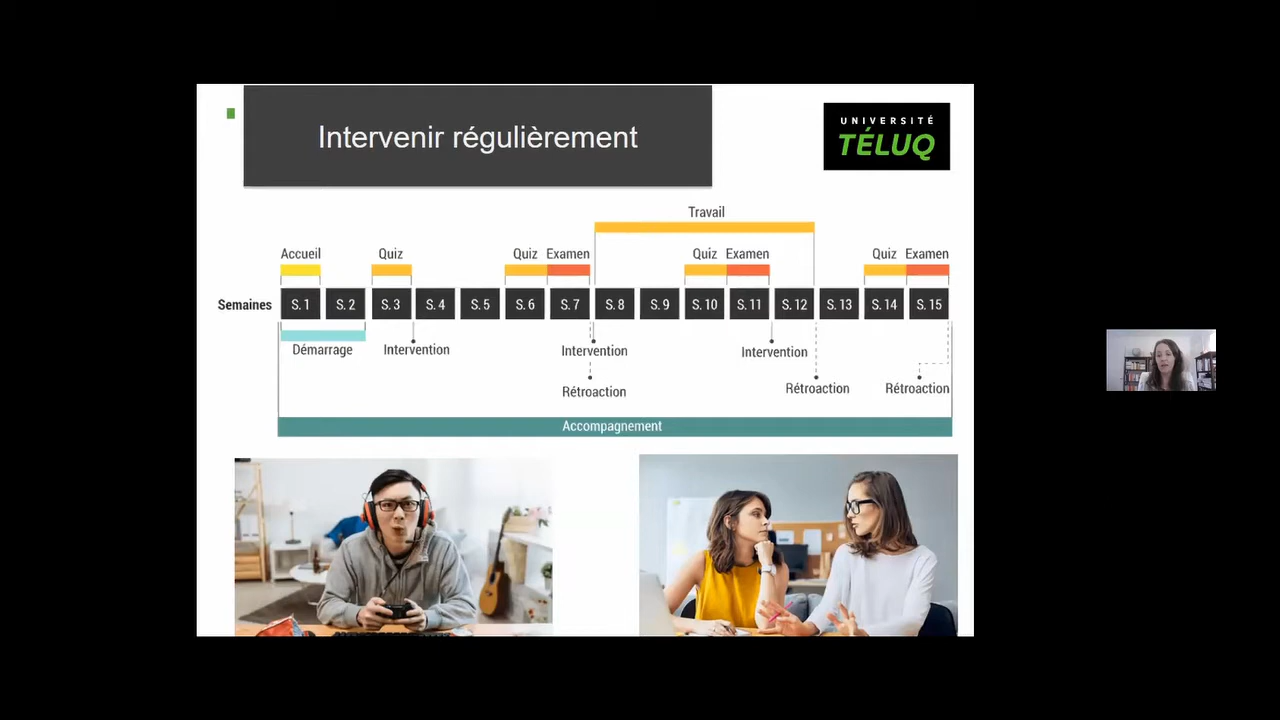 Intervenir régulièrement
UNIVERSITÉ
TÉLUQ
Travail
Accueil Quiz Quiz Examen Quiz Examen Quiz Examen
Semaines S. 1 S. 2 S. 3 S. 4 S. 5 S. 6 S. 7 S. 8 S. 9 S. 10 S. 11 S. 12 S. 13 S. 14 S. 15
Démarrage Intervention Intervention Intervention
Rétroaction Rétroaction Rétroaction
Accompagnement